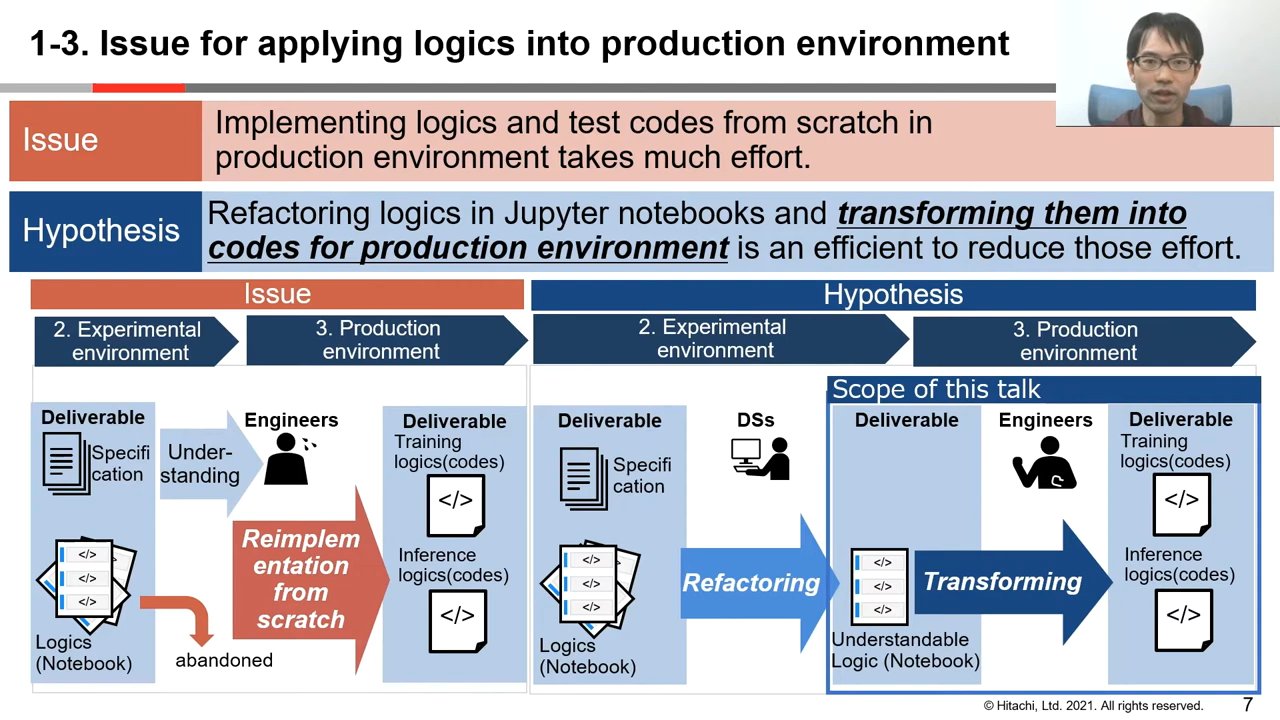 1-3. Issue for applying logics into production environment
Issue
Implementing logics and test codes from scratch in
production environment takes much effort.
Hypothesis
Refactoring logics in Jupyter notebooks and transforming them into
codes for production environment is an efficient to reduce those effort.
Issue
2. Experimental
environment
3. Production
environment
Deliverable
Specifi
cation
Under-
standing
Engineers
Deliverable
Training
logics(codes)
</>
Reimplem
entation
from
scratch
Inference
logics(codes)
</>
</>
</>
</>
Logics
(Notebook)
abandoned
Hypothesis
2. Experimental
environment
3. Production
environment
Scope of this talk
Deliverable
Specifi
cation
DSs
Deliverable
Engineers
Deliverable
Training
logics(codes)
</>
</>
</>
</>
Logics
(Notebook)
Refactoring
</>
</>
</>
Understandable
Logic (Notebook)
Transforming
Inference
logics(codes)
</>
© Hitachi, Ltd. 2021. All rights reserved.
7